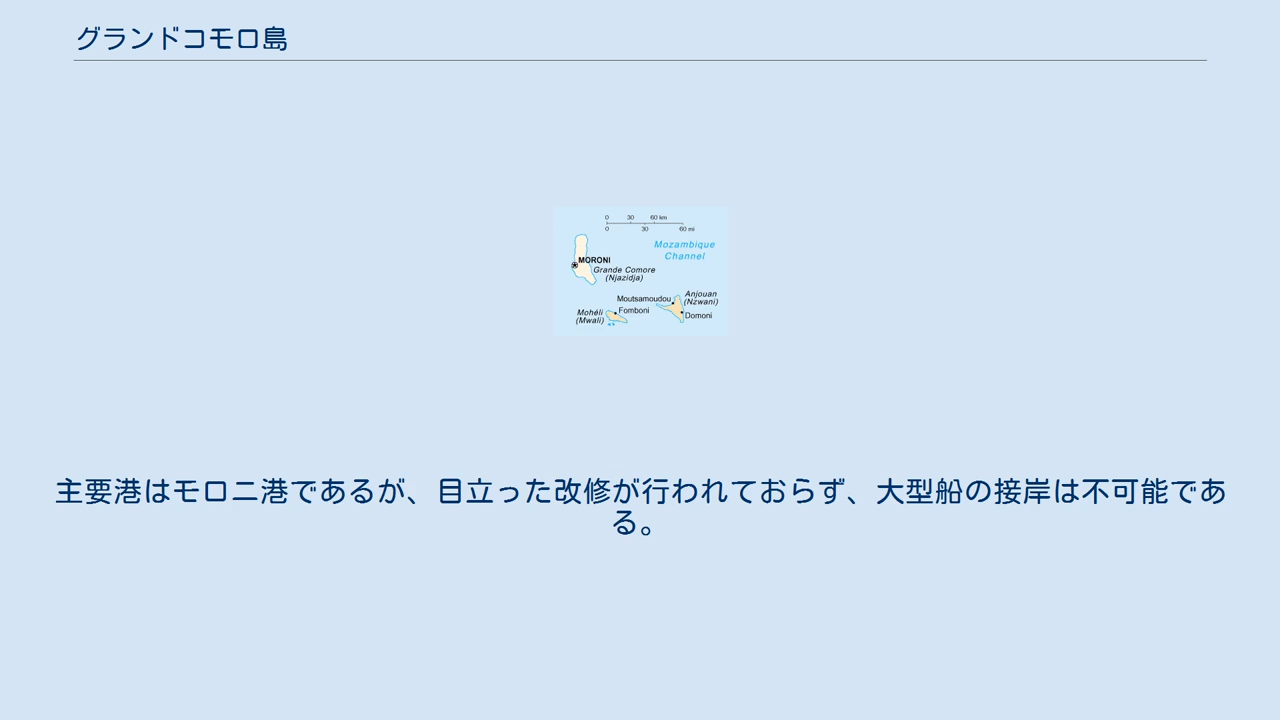 グランドコモロ島
0 30 60 km
0 30 60 mi
Mozambique
Channel
MORONI
Grande Comore
(Njazidja)
Anjouan
(Nzwani)
Moutsamoudou
Domoni
Mohéli
(Mwali)
Fomboni
主要港はモロニ港であるが、目立った改修が行われておらず、大型船の接岸は不可能であ
る。